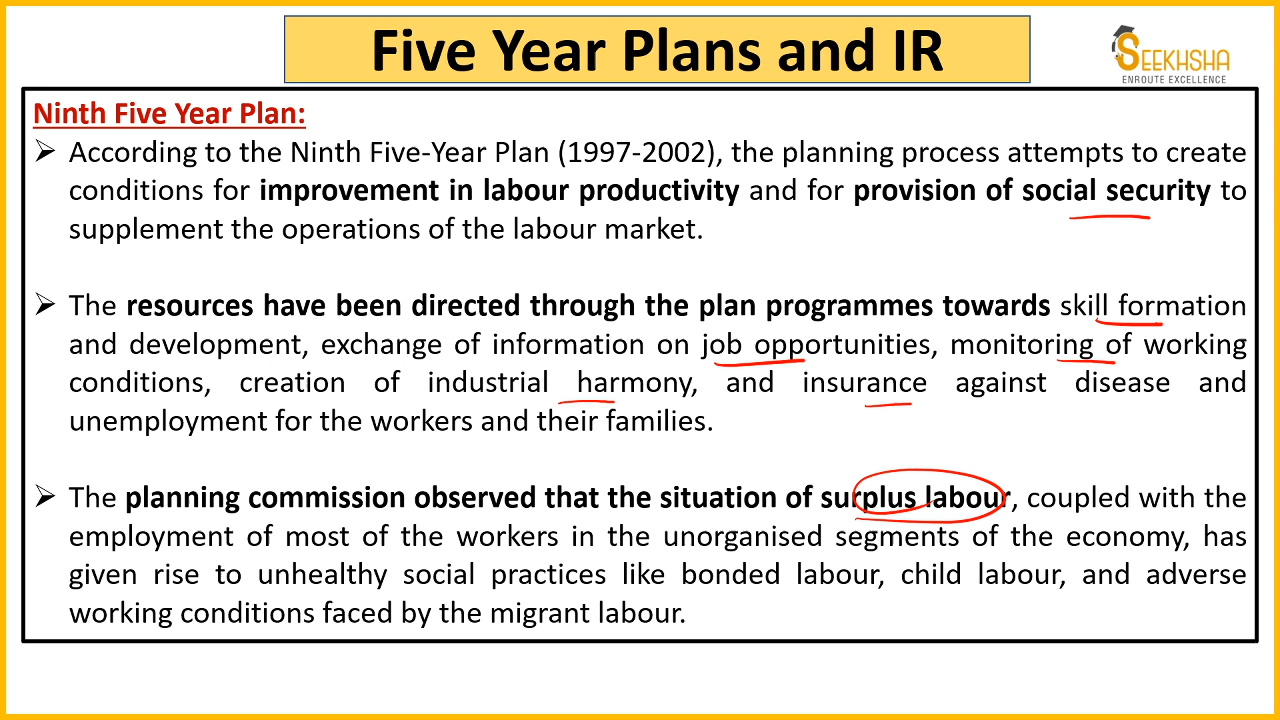 Five Year Plans and IR
SEEKHSHA
ENROUTE EXCELLENCE
Ninth Five Year Plan:
➢ According to the Ninth Five-Year Plan (1997-2002), the planning process attempts to create
conditions for improvement in labour productivity and for provision of social security to
supplement the operations of the labour market.
➢ The resources have been directed through the plan programmes towards skill formation
and development, exchange of information on job opportunities, monitoring of working
conditions, creation of industrial harmony, and insurance against disease and
unemployment for the workers and their families.
➢ The planning commission observed that the situation of surplus labour, coupled with the
employment of most of the workers in the unorganised segments of the economy, has
given rise to unhealthy social practices like bonded labour, child labour, and adverse
working conditions faced by the migrant labour.